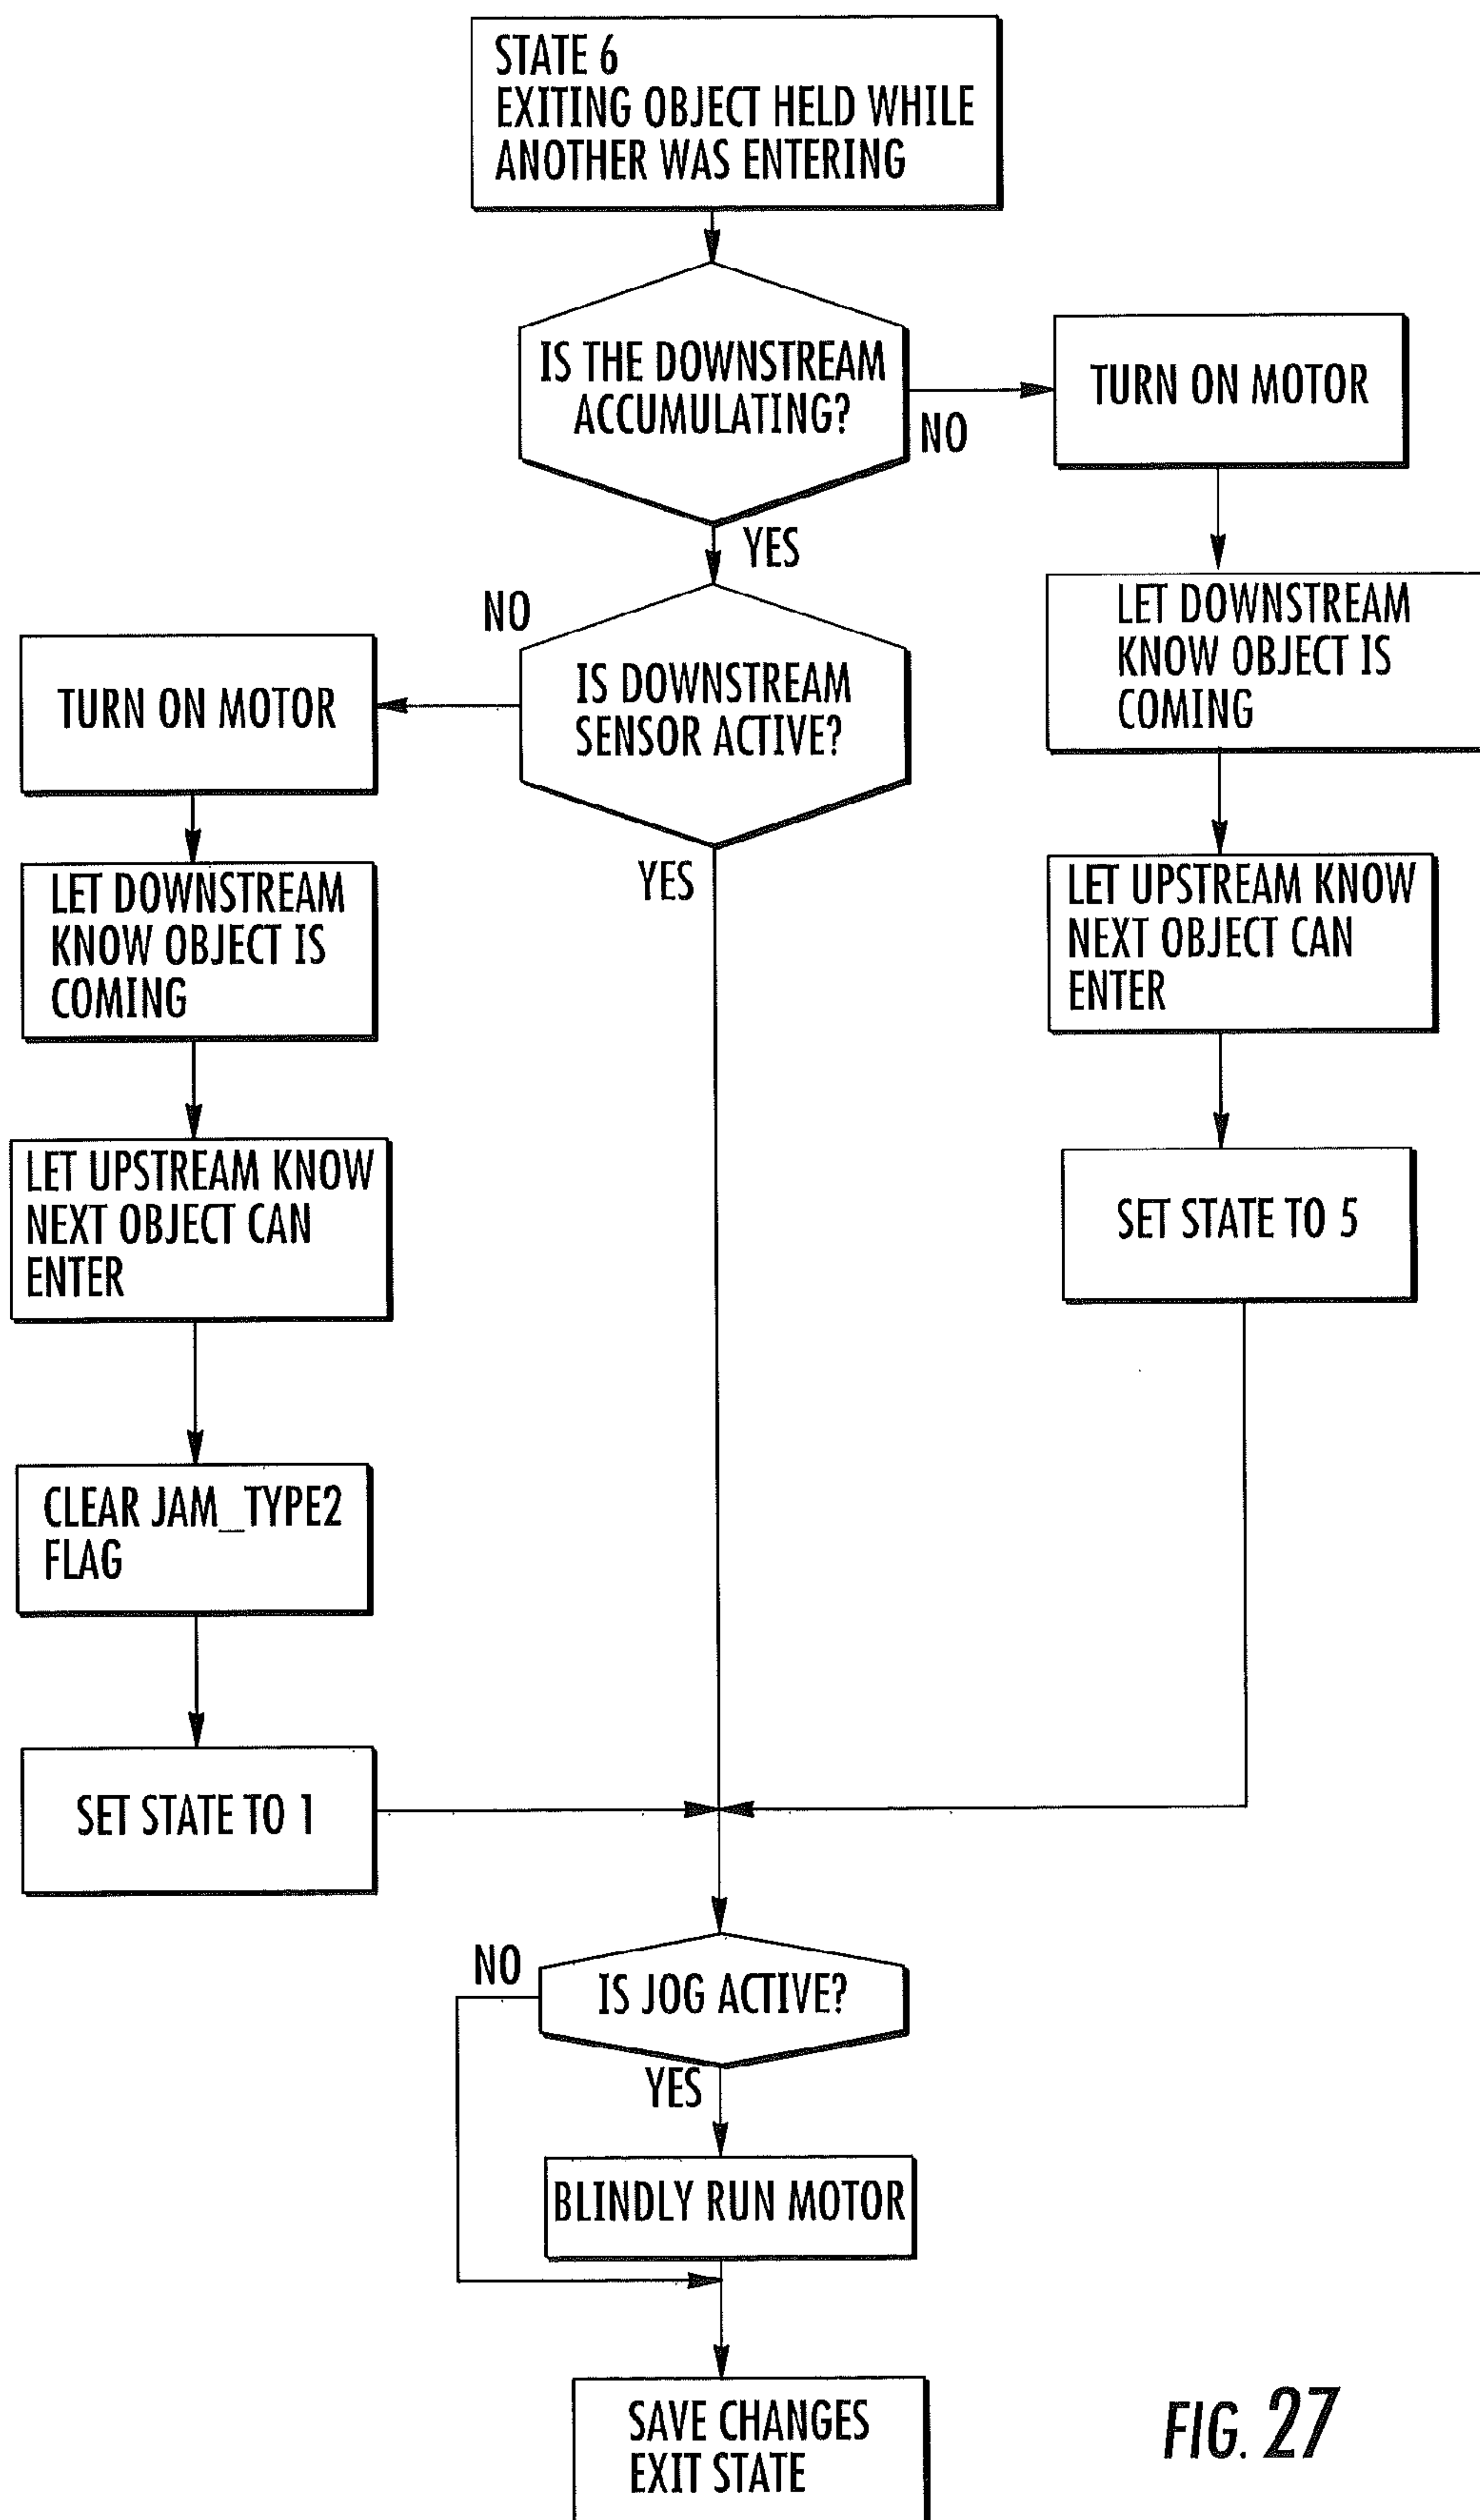 STATE 6
EXITING OBJECT HELD WHILE
ANOTHER WAS ENTERING
IS THE DOWNSTREAM
ACCUMULATING?
NO
TURN ON MOTOR
YES
LET DOWNSTREAM
KNOW OBJECT IS
COMING
NO
IS DOWNSTREAM
SENSOR ACTIVE?
TURN ON MOTOR
YES
LET UPSTREAM KNOW
NEXT OBJECT CAN
ENTER
LET DOWNSTREAM
KNOW OBJECT IS
COMING
LET UPSTREAM KNOW
NEXT OBJECT CAN
ENTER
SET STATE TO 5
CLEAR JAM_TYPE2
FLAG
SET STATE TO 1
NO
IS JOG ACTIVE?
YES
BLINDLY RUN MOTOR
SAVE CHANGES
EXIT STATE
FIG. 27